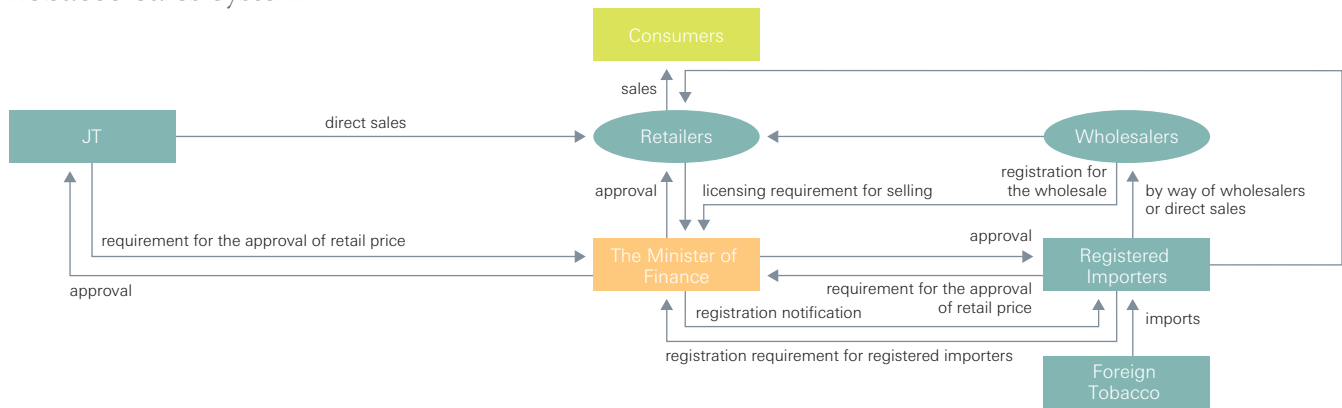 Consumers
sales
direct sales
JT
Retailers
Wholesalers
approval
licensing requirement for selling
registration for
the wholesale
by way of wholesalers
or direct sales
requirement for the approval of retail price
approval
The Minister of
Finance
Registered
Importers
approval
requirement for the approval
of retail price
registration notification
imports
registration requirement for registered importers
Foreign
Tobacco